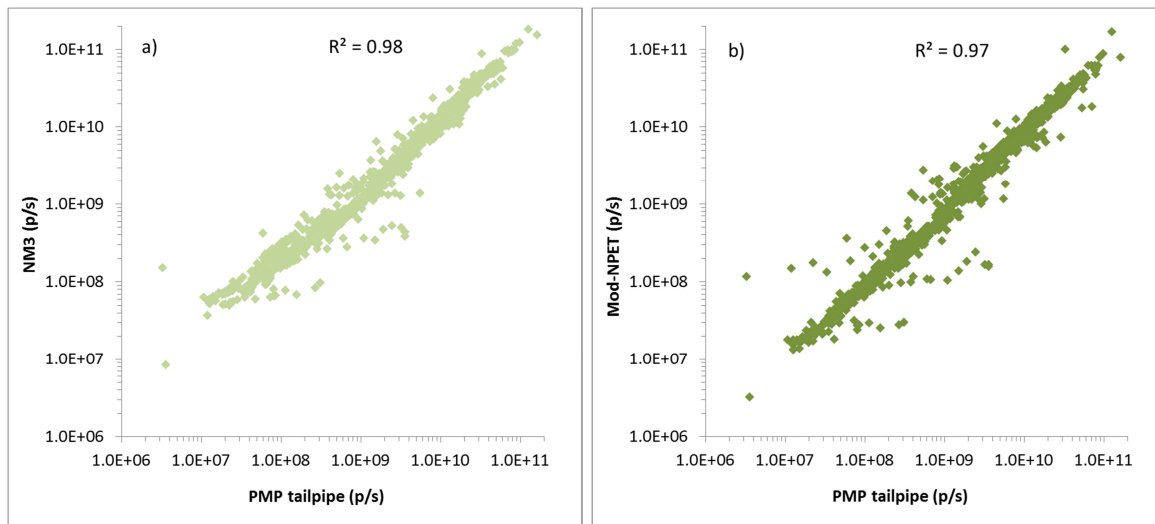 a)
R² = 0.98
1.0E+11
1.0E+10
1.0E+09
1.0E+08
1.0E+07
1.0E+06
NM3 (p/s)
1.0E+06 1.0E+07 1.0E+08 1.0E+09 1.0E+10 1.0E+11
PMP tailpipe (p/s)
b)
R² = 0.97
1.0E+11
1.0E+10
1.0E+09
1.0E+08
1.0E+07
1.0E+06
Mod-NPET (p/s)
1.0E+06 1.0E+07 1.0E+08 1.0E+09 1.0E+10 1.0E+11
PMP tailpipe (p/s)